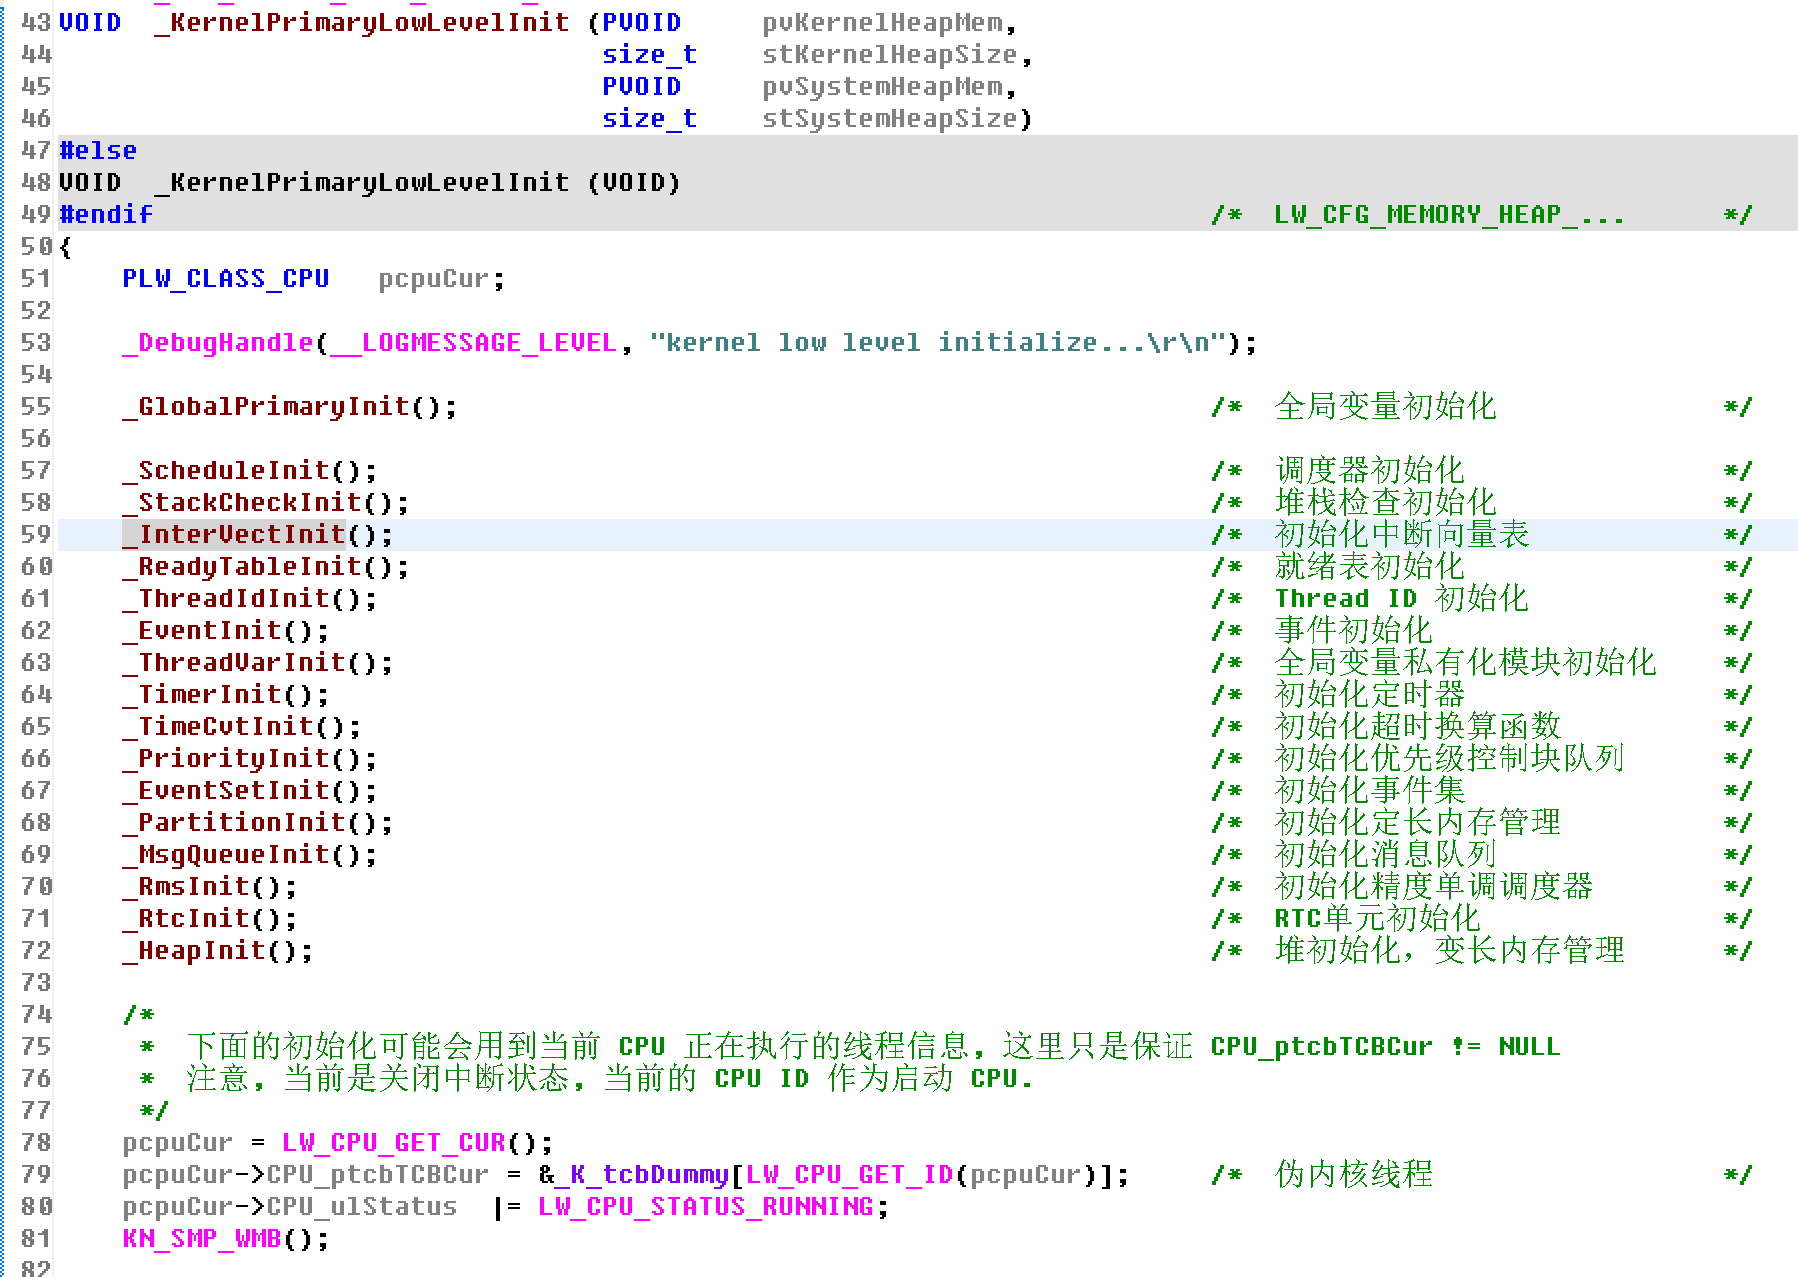 43 VOID  _KernelPrimaryLowLevelInit (PVOID     pvKernelHeapMem,
44                                   size_t    stKernelHeapSize,
45                                   PVOID     pvSystemHeapMem,
46                                   size_t    stSystemHeapSize)
47 #else
48 VOID  _KernelPrimaryLowLevelInit (VOID)
49 #endif                                                                  /*  LW_CFG_MEMORY_HEAP_...      */
50 {
51     PLW_CLASS_CPU   pcpuCur;
52
53     _DebugHandle(__LOGMESSAGE_LEVEL, "kernel low level initialize...\r\n");
54
55     _GlobalPrimaryInit();                                               /*  全局变量初始化              */
56
57     _ScheduleInit();                                                    /*  调度器初始化                */
58     _StackCheckInit();                                                  /*  堆栈检查初始化              */
59     _InterVectInit();                                                   /*  初始化中断向量表            */
60     _ReadyTableInit();                                                  /*  就绪表初始化                */
61     _ThreadIdInit();                                                    /*  Thread ID 初始化            */
62     _EventInit();                                                       /*  事件初始化                  */
63     _ThreadVarInit();                                                   /*  全局变量私有化模块初始化    */
64     _TimerInit();                                                       /*  初始化定时器                */
65     _TimeCvtInit();                                                     /*  初始化超时换算函数          */
66     _PriorityInit();                                                    /*  初始化优先级控制块队列      */
67     _EventSetInit();                                                    /*  初始化事件集                */
68     _PartitionInit();                                                   /*  初始化定长内存管理          */
69     _MsgQueueInit();                                                    /*  初始化消息队列              */
70     _RmsInit();                                                         /*  初始化精度单调调度器        */
71     _RtcInit();                                                         /*  RTC单元初始化               */
72     _HeapInit();                                                        /*  堆初始化，变长内存管理      */
73
74     /*
75      *  下面的初始化可能会用到当前 CPU 正在执行的线程信息，这里只是保证 CPU_ptcbTCBCur != NULL
76      *  注意，当前是关闭中断状态，当前的 CPU ID 作为启动 CPU.
77      */
78     pcpuCur = LW_CPU_GET_CUR();
79     pcpuCur->CPU_ptcbTCBCur = &_K_tcbDummy[LW_CPU_GET_ID(pcpuCur)];     /*  伪内核线程                  */
80     pcpuCur->CPU_ulStatus  |= LW_CPU_STATUS_RUNNING;
81     KN_SMP_WMB();
82